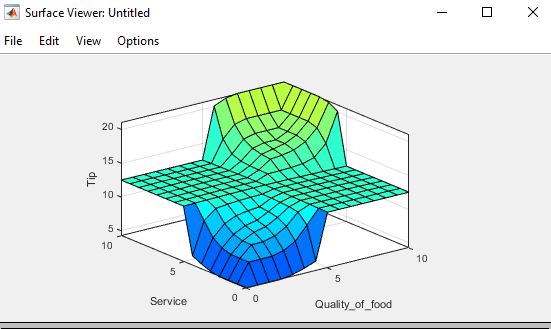 Surface Viewer: Untitled
File Edit View Options
20
15
10
5
Tip
10
5
0
Service
0
5
10
Quality_of_food